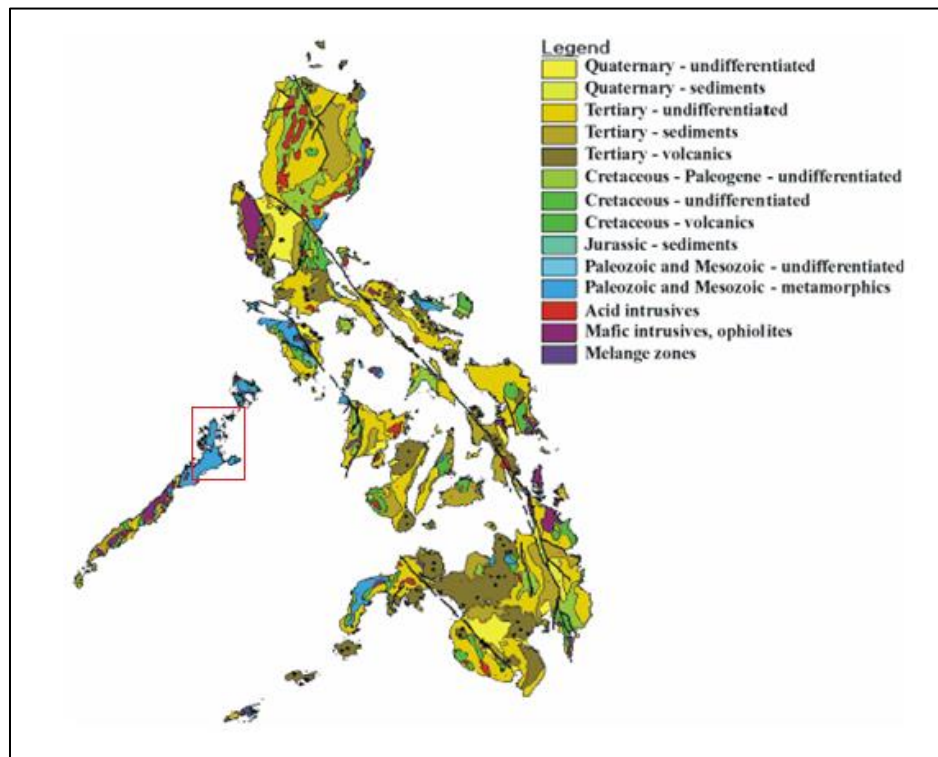 Legend
Quaternary - undifferentiated
Quaternary - sediments
Tertiary - undifferentiated
Tertiary - sediments
Tertiary - volcanics
Cretaceous - Paleogene - undifferentiated
Cretaceous - undifferentiated
Cretaceous - volcanics
Jurassic - sediments
Paleozoic and Mesozoic - undifferentiated
Paleozoic and Mesozoic - metamorphics
Acid intrusives
Mafic intrusives, ophiolites
Melange zones